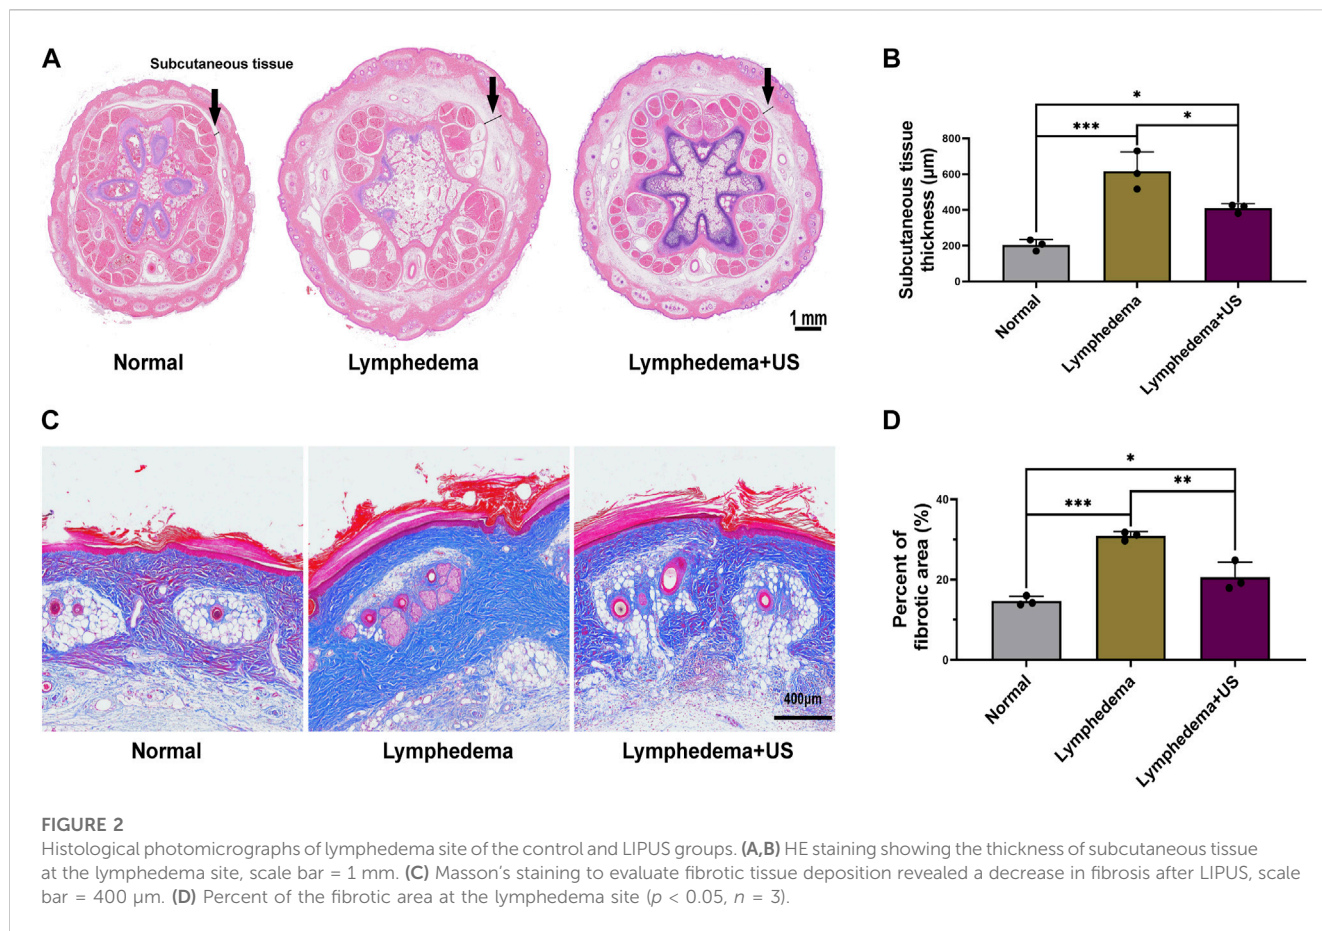 A
Subcutaneous tissue
1 mm
Normal
Lymphedema
Lymphedema+US
B
*
***
*
Subcutaneous tissue
thickness (μm)
800
600
400
200
0
Normal
Lymphedema
Lymphedema+US
C
400μm
Normal
Lymphedema
Lymphedema+US
D
*
***
**
Percent of
fibrotic area (%)
40
20
0
Normal
Lymphedema
Lymphedema+US
FIGURE 2
Histological photomicrographs of lymphedema site of the control and LIPUS groups. (A,B) HE staining showing the thickness of subcutaneous tissue
at the lymphedema site, scale bar = 1 mm. (C) Masson's staining to evaluate fibrotic tissue deposition revealed a decrease in fibrosis after LIPUS, scale
bar = 400 μm. (D) Percent of the fibrotic area at the lymphedema site (p < 0.05, n = 3).